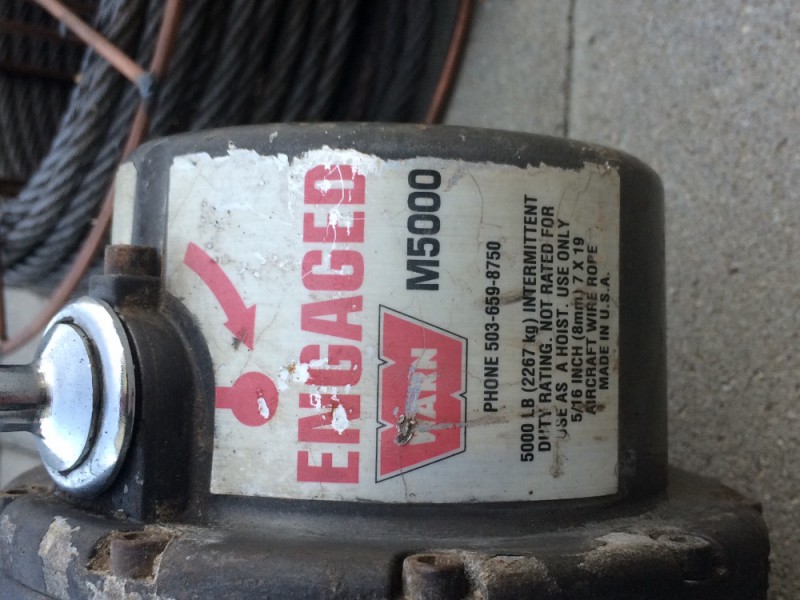 ENGAGED
WARN M5000
PHONE 503-659-8750
5000 LB (2267 kg) INTERMITTENT
DUTY RATING. NOT RATED FOR
USE AS A HOIST. USE ONLY
5/16 INCH (8mm) 7 X 19
AIRCRAFT WIRE ROPE
MADE IN U.S.A.